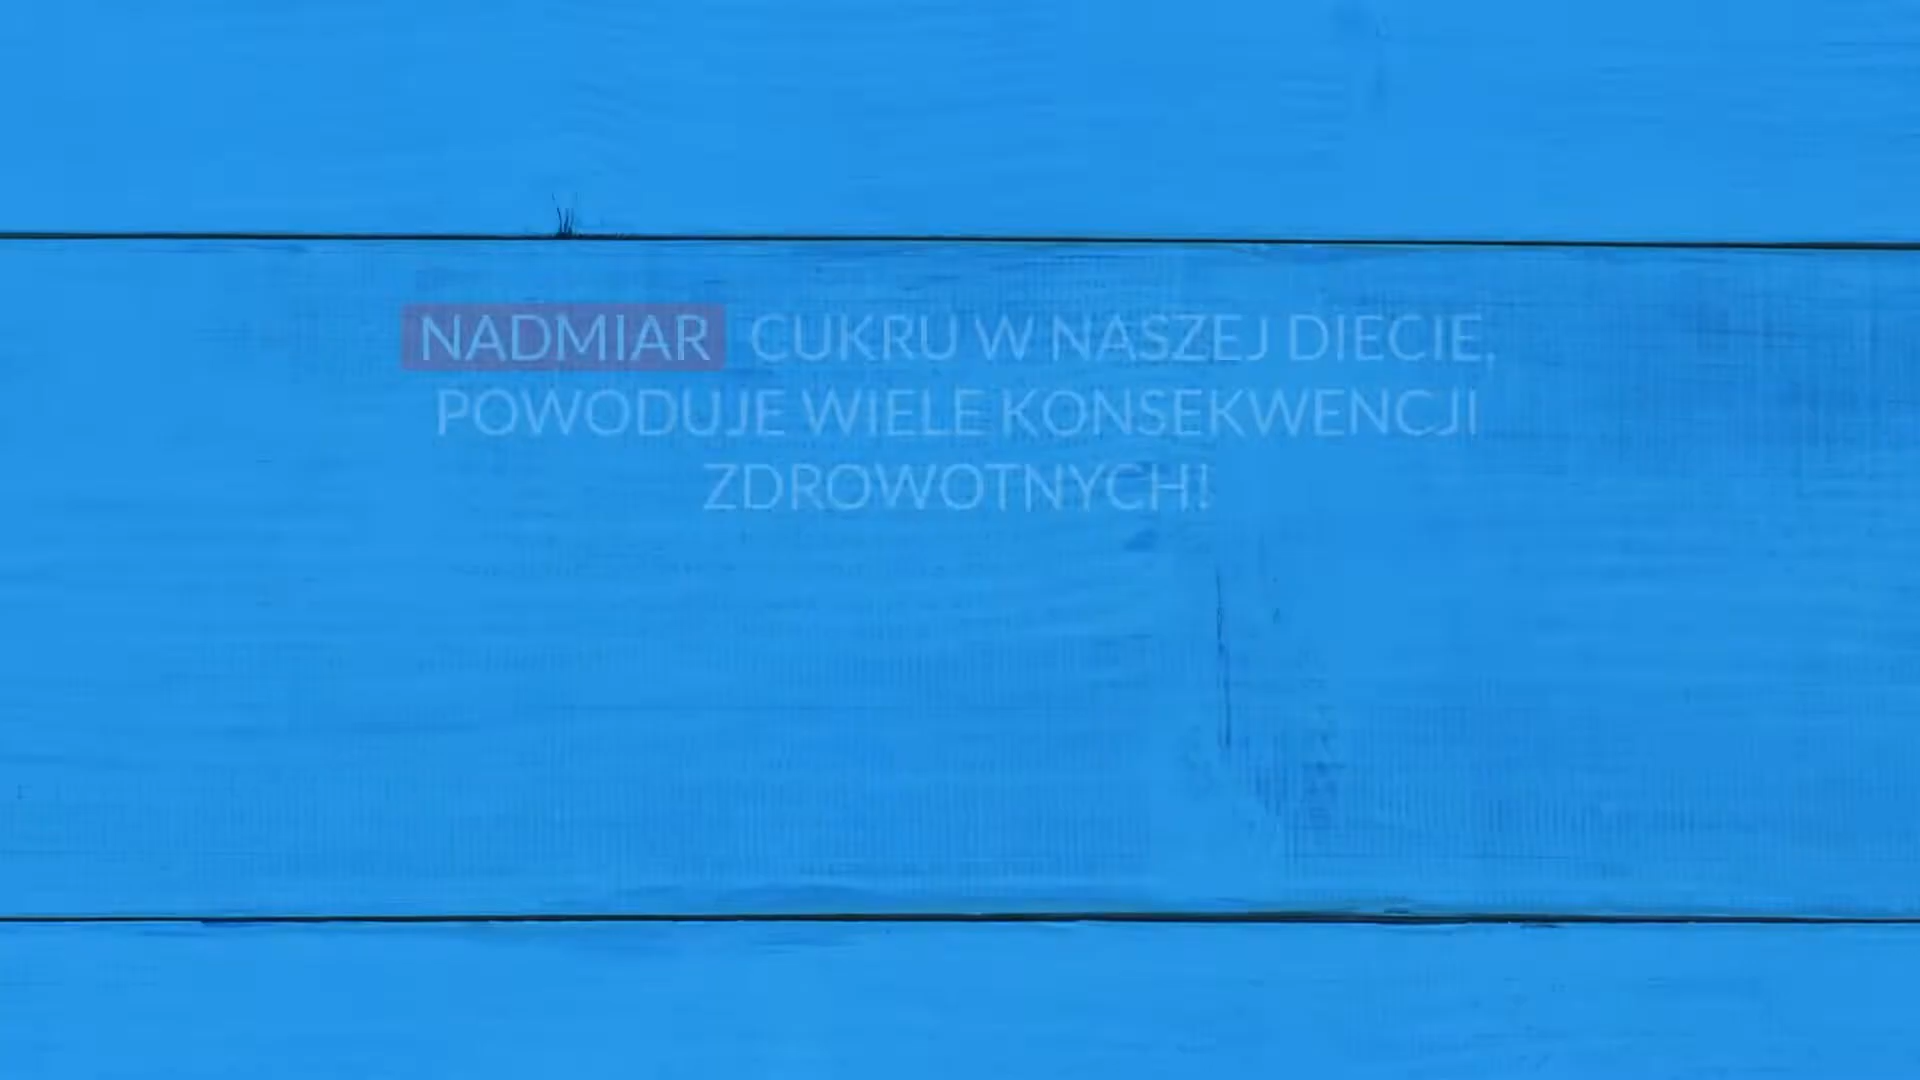 NADMIAR CUKRU W NASZEJ DIECIE,
POWODUJE WIELE KONSEKWENCJI
ZDROWOTNYCH!